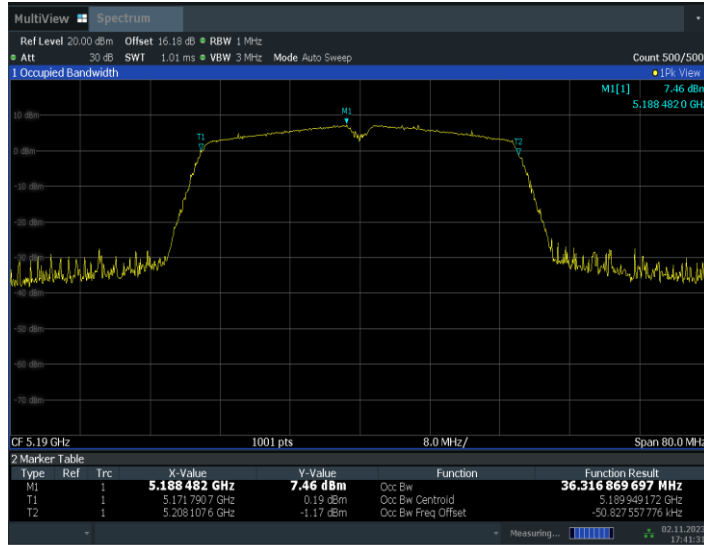 MultiView Spectrum
Ref Level 20.00 dBm Offset 16.18 dB RBW 1 MHz
Att 30 dB SWT 1.01 ms VBW 3 MHz Mode Auto Sweep Count 500/500
1 Occupied Bandwidth 1Pk View
M1[1] 7.46 dBm
5.188 482 0 GHz
10 dBm
M1
T1
T2
0 dBm
-10 dBm
-20 dBm
-30 dBm
-50 dBm
-60 dBm
-70 dBm
CF 5.19 GHz 1001 pts 8.0 MHz/ Span 80.0 MHz
2 Marker Table
Type Ref Trc X-Value Y-Value Function Function Result
M1 1 5.188 482 GHz 7.46 dBm Occ Bw 36.316 869 697 MHz
T1 1 5.171 790 7 GHz 0.19 dBm Occ Bw Centroid 5.189 949 172 GHz
T2 1 5.208 107 6 GHz -1.17 dBm Occ Bw Freq Offset -50.827 557 776 kHz
Measuring... 02.11.2023
17:41:31